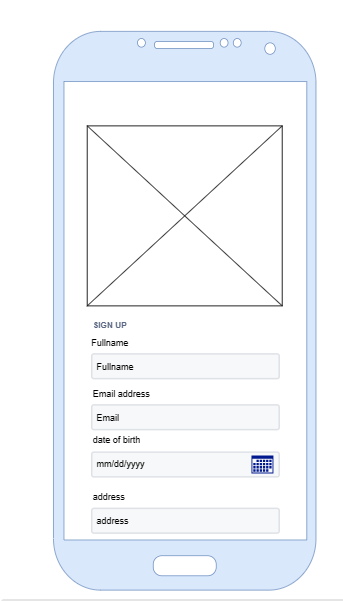 SIGN UP
Fullname
Fullname
Email address
Email
date of birth
mm/dd/yyyy
address
address